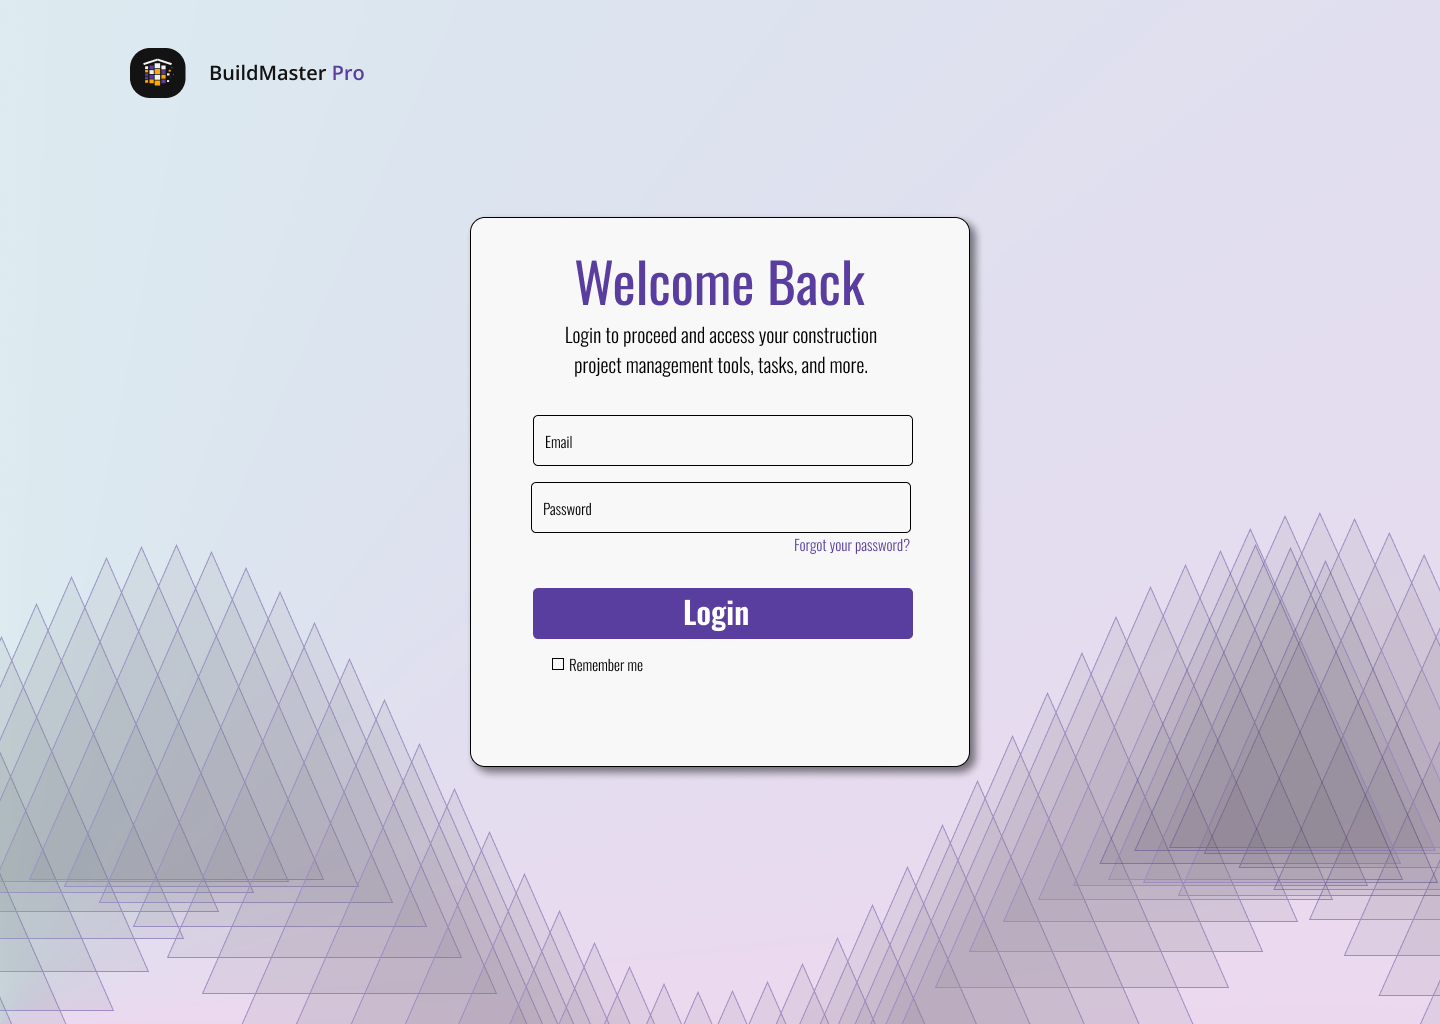 BuildMaster Pro
Welcome Back
Login to proceed and access your construction
project management tools, tasks, and more.
Email
Password
Forgot your password?
Login
Remember me